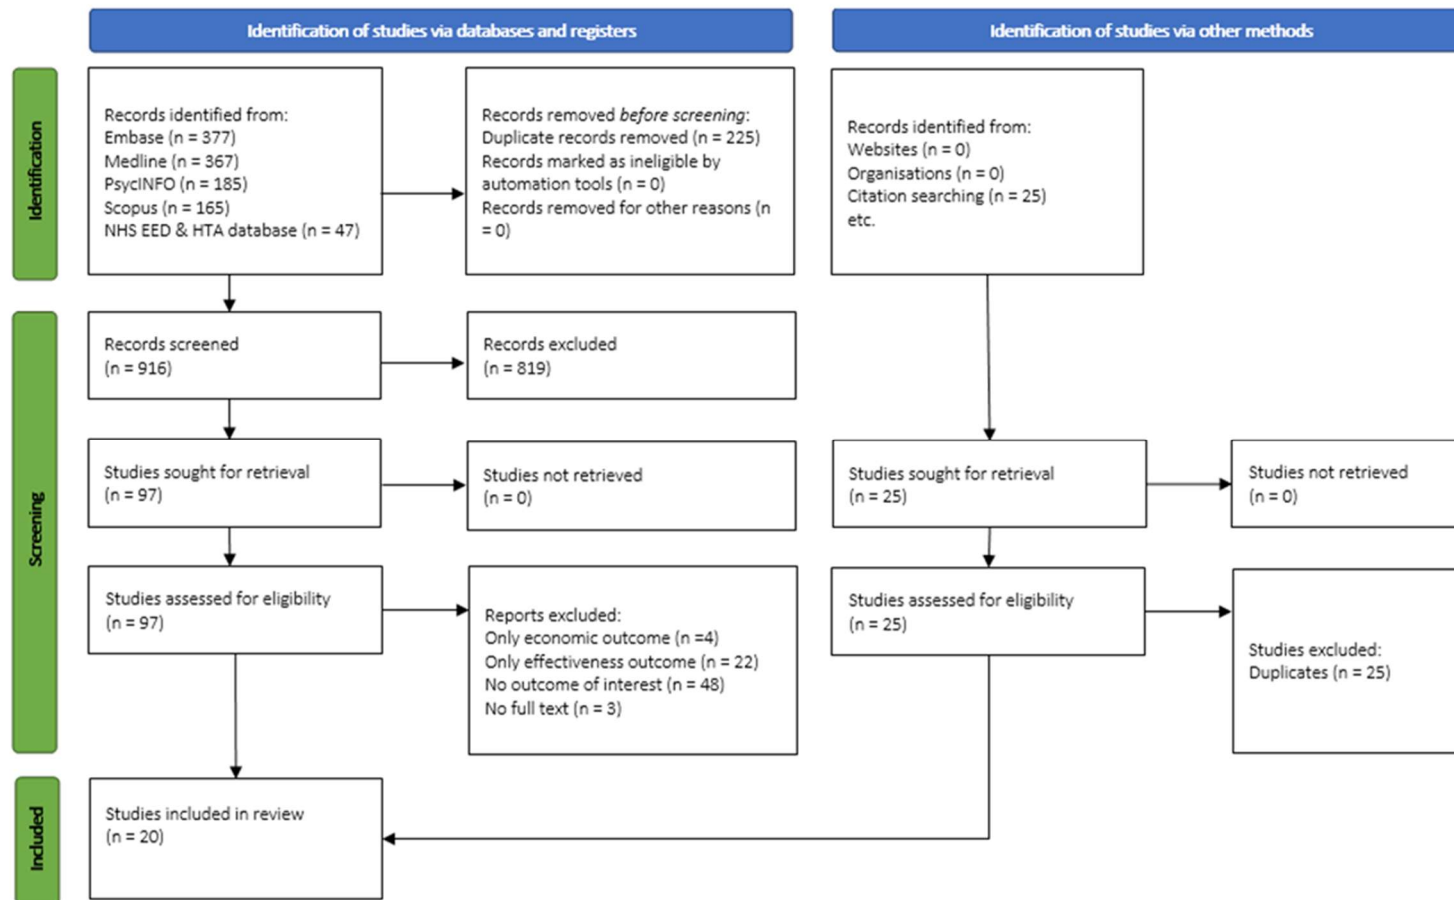 Identification of studies via databases and registers
Identification of studies via other methods
Identification
Records identified from:
Embase (n = 377)
Medline (n = 367)
PsycINFO (n = 185)
Scopus (n = 165)
NHS EED & HTA database (n = 47)
Records removed before screening:
Duplicate records removed (n = 225)
Records marked as ineligible by
automation tools (n = 0)
Records removed for other reasons (n
= 0)
Records identified from:
Websites (n = 0)
Organisations (n = 0)
Citation searching (n = 25)
etc.
Screening
Records screened
(n = 916)
Records excluded
(n = 819)
Studies sought for retrieval
(n = 97)
Studies not retrieved
(n = 0)
Studies sought for retrieval
(n = 25)
Studies not retrieved
(n = 0)
Studies assessed for eligibility
(n = 97)
Reports excluded:
Only economic outcome (n =4)
Only effectiveness outcome (n = 22)
No outcome of interest (n = 48)
No full text (n = 3)
Studies assessed for eligibility
(n = 25)
Studies excluded:
Duplicates (n = 25)
Included
Studies included in review
(n = 20)